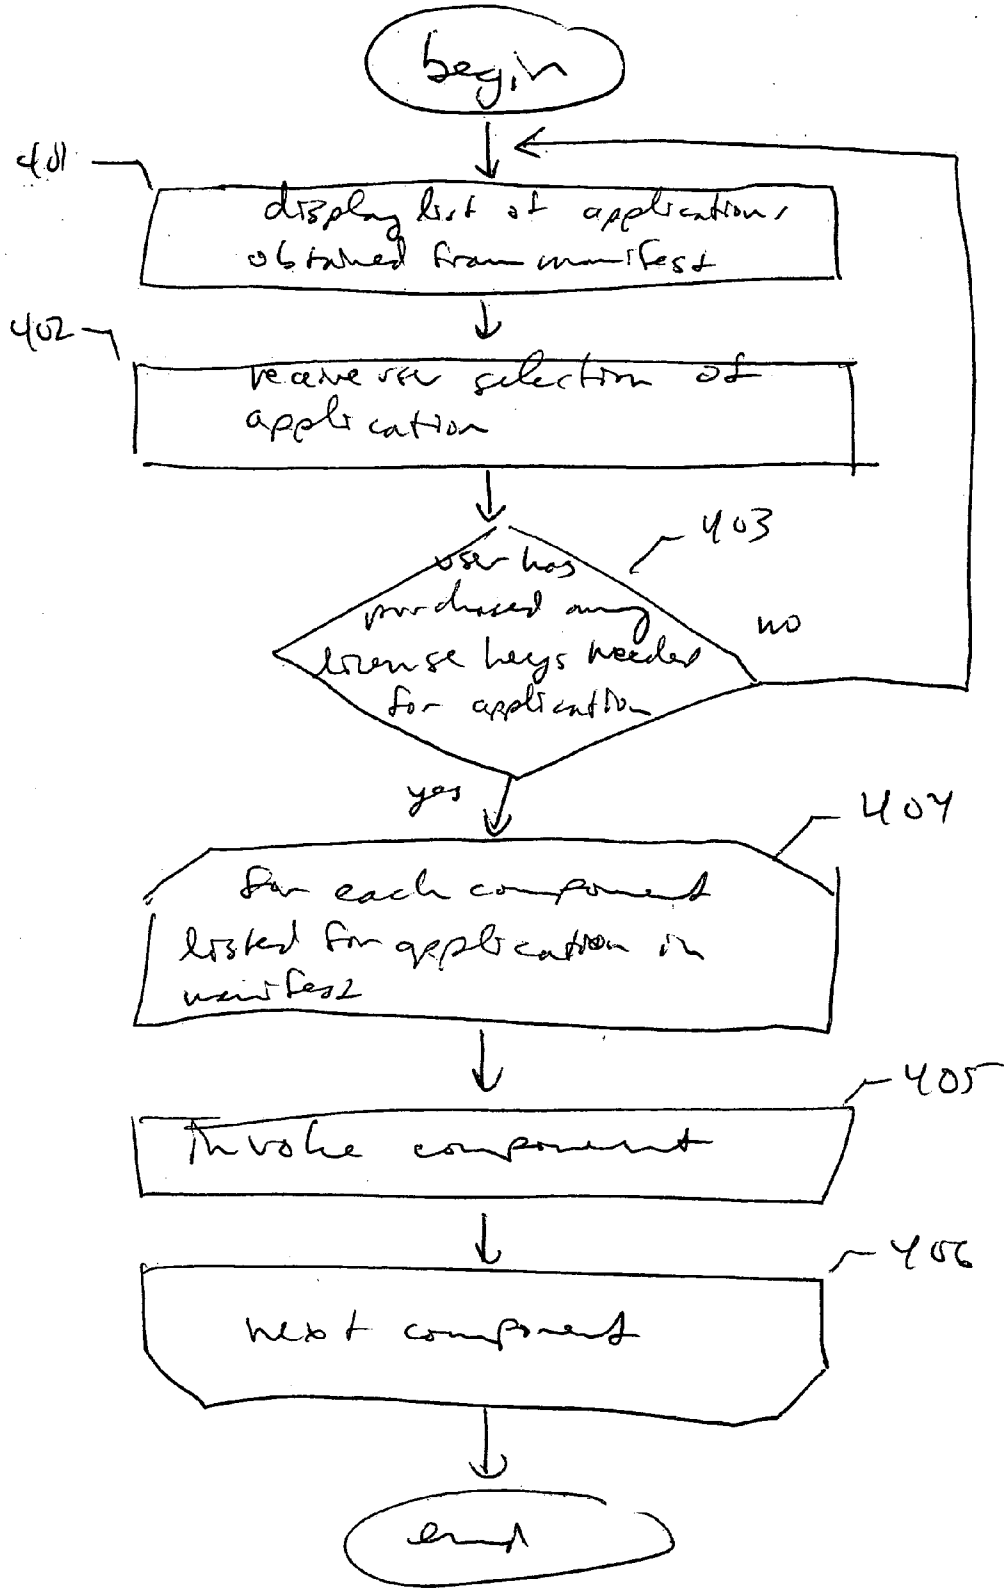 begin
401
display list of applications
obtained from manifest
402
receive user selection of
application
403
user has
purchased any
license keys needed
for application
no
yes
404
for each component
listed for application in
manifest
405
invoke component
406
next component
end